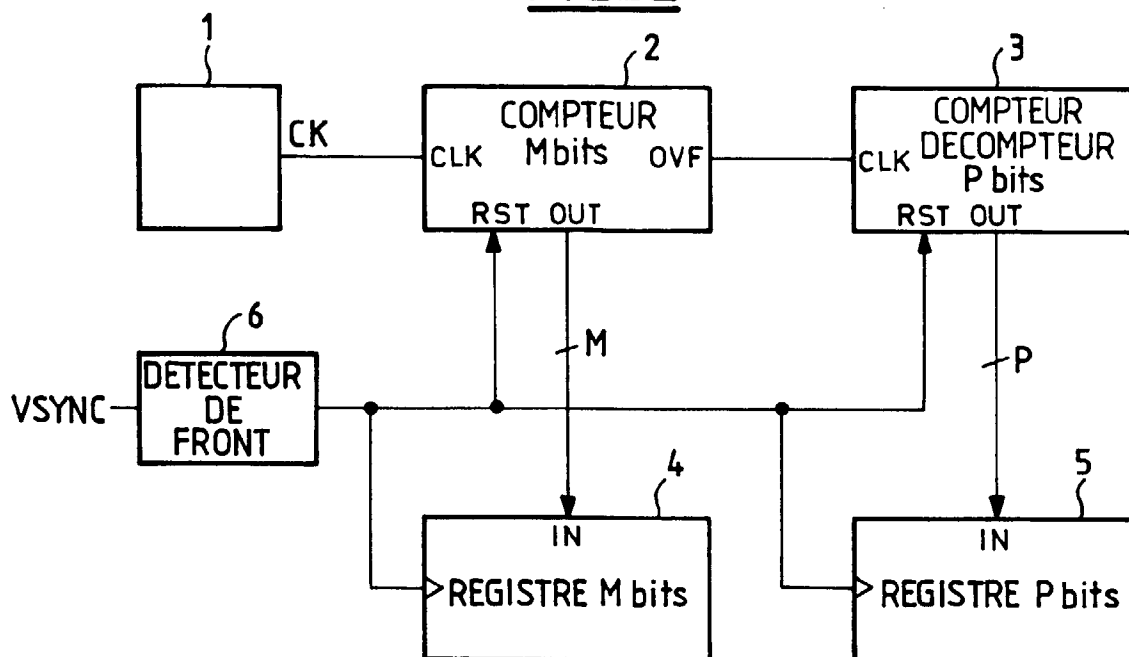 1
2
3
CK
COMPTEUR
M bits
CLK
OVF
RST OUT
COMPTEUR
DECOMPTEUR
P bits
CLK
RST OUT
M
P
6
VSYNC
DETECTEUR
DE
FRONT
4
IN
REGISTRE M bits
5
IN
REGISTRE P bits